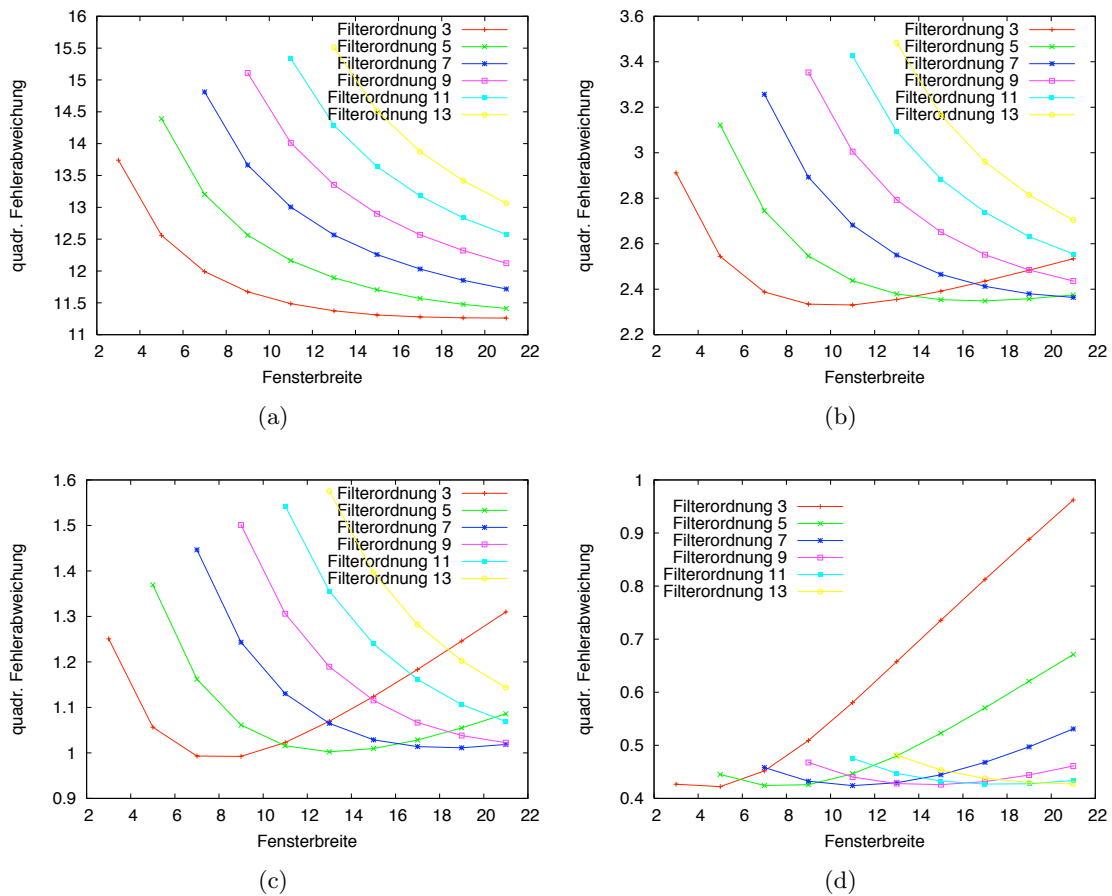 16
15.5
15
14.5
14
13.5
13
12.5
12
11.5
11
quadr. Fehlerabweichung
Filterordnung 3
Filterordnung 5
Filterordnung 7
Filterordnung 9
Filterordnung 11
Filterordnung 13
2 4 6 8 10 12 14 16 18 20 22
Fensterbreite
(a)
3.6
3.4
3.2
3
2.8
2.6
2.4
2.2
quadr. Fehlerabweichung
Filterordnung 3
Filterordnung 5
Filterordnung 7
Filterordnung 9
Filterordnung 11
Filterordnung 13
2 4 6 8 10 12 14 16 18 20 22
Fensterbreite
(b)
1.6
1.5
1.4
1.3
1.2
1.1
1
0.9
quadr. Fehlerabweichung
Filterordnung 3
Filterordnung 5
Filterordnung 7
Filterordnung 9
Filterordnung 11
Filterordnung 13
2 4 6 8 10 12 14 16 18 20 22
Fensterbreite
(c)
1
0.9
0.8
0.7
0.6
0.5
0.4
quadr. Fehlerabweichung
Filterordnung 3
Filterordnung 5
Filterordnung 7
Filterordnung 9
Filterordnung 11
Filterordnung 13
2 4 6 8 10 12 14 16 18 20 22
Fensterbreite
(d)